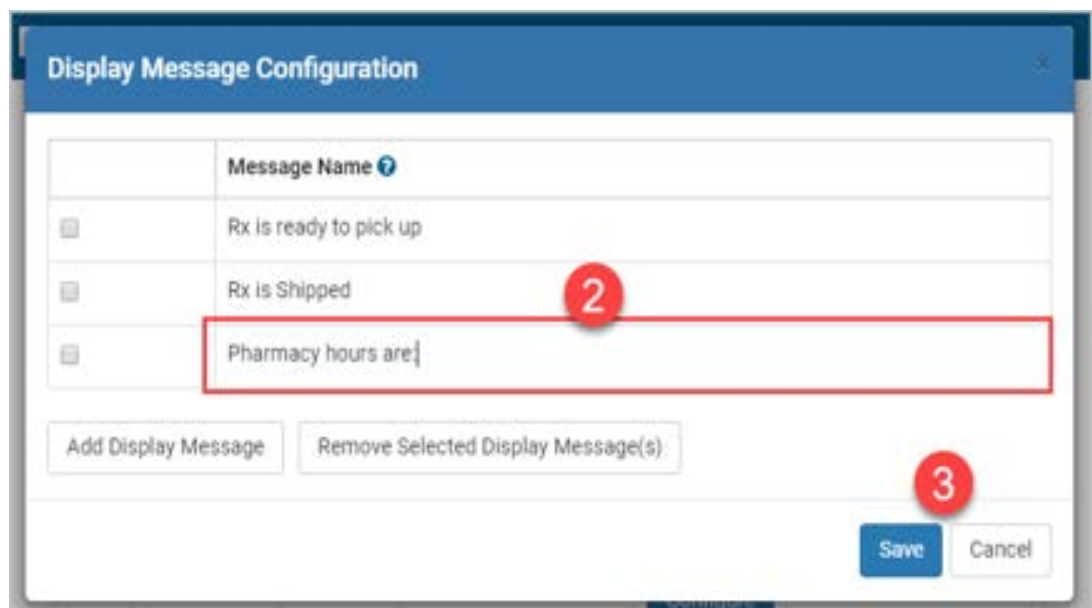 Display Message Configuration ×
Message Name ?
Rx is ready to pick up
Rx is Shipped
2
Pharmacy hours are:
Add Display Message Remove Selected Display Message(s)
3
Save Cancel
Configure